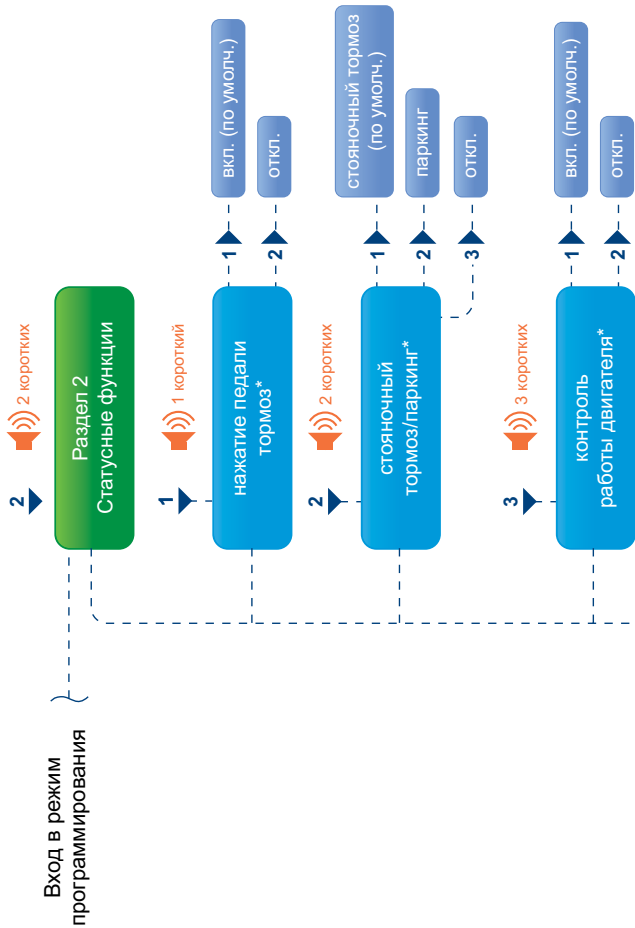 Вход в режим
программирования
2
2 коротких
Раздел 2
Статусные функции
1
1 короткий
нажатие педали
тормоз*
1
вкл. (по умолч.)
2
откл.
2
2 коротких
стояночный
тормоз/паркинг*
1
стояночный тормоз
(по умолч.)
2
паркинг
3
откл.
3
3 коротких
контроль
работы двигателя*
1
вкл. (по умолч.)
2
откл.